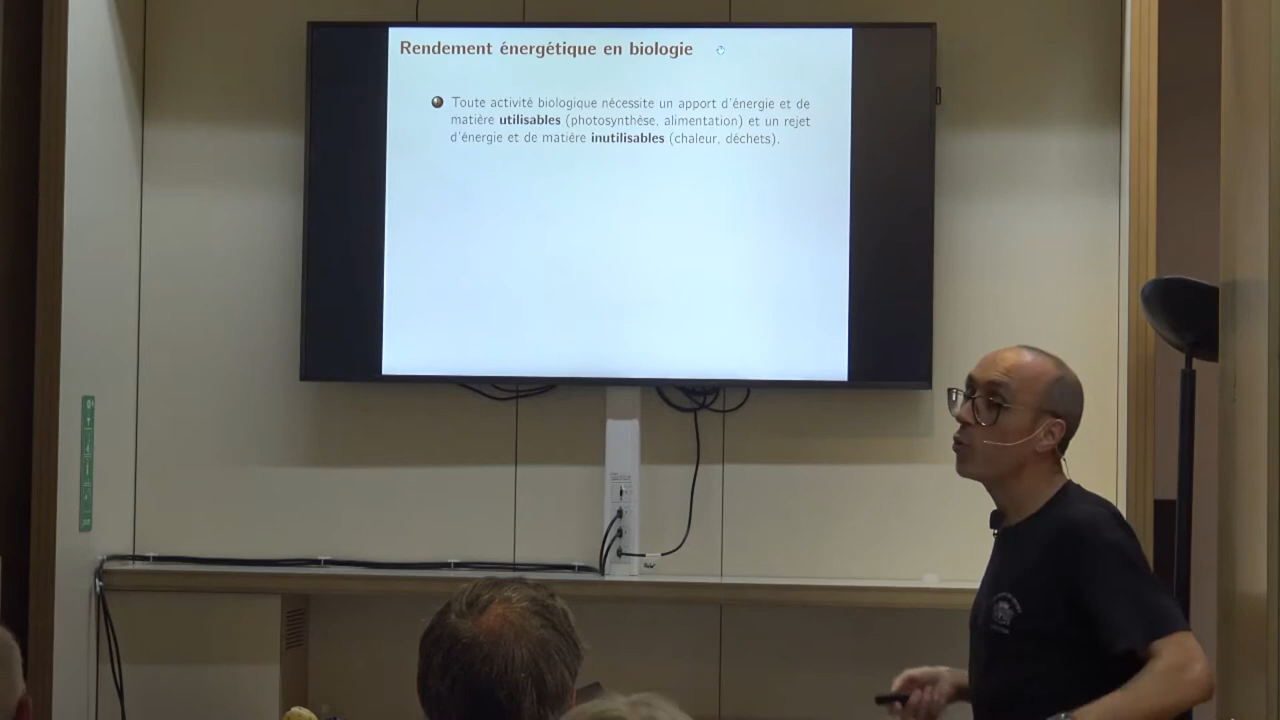 Rendement énergétique en biologie
Toute activité biologique nécessite un apport d'énergie et de
matière utilisables (photosynthèse, alimentation) et un rejet
d'énergie et de matière inutilisables (chaleur, déchets).